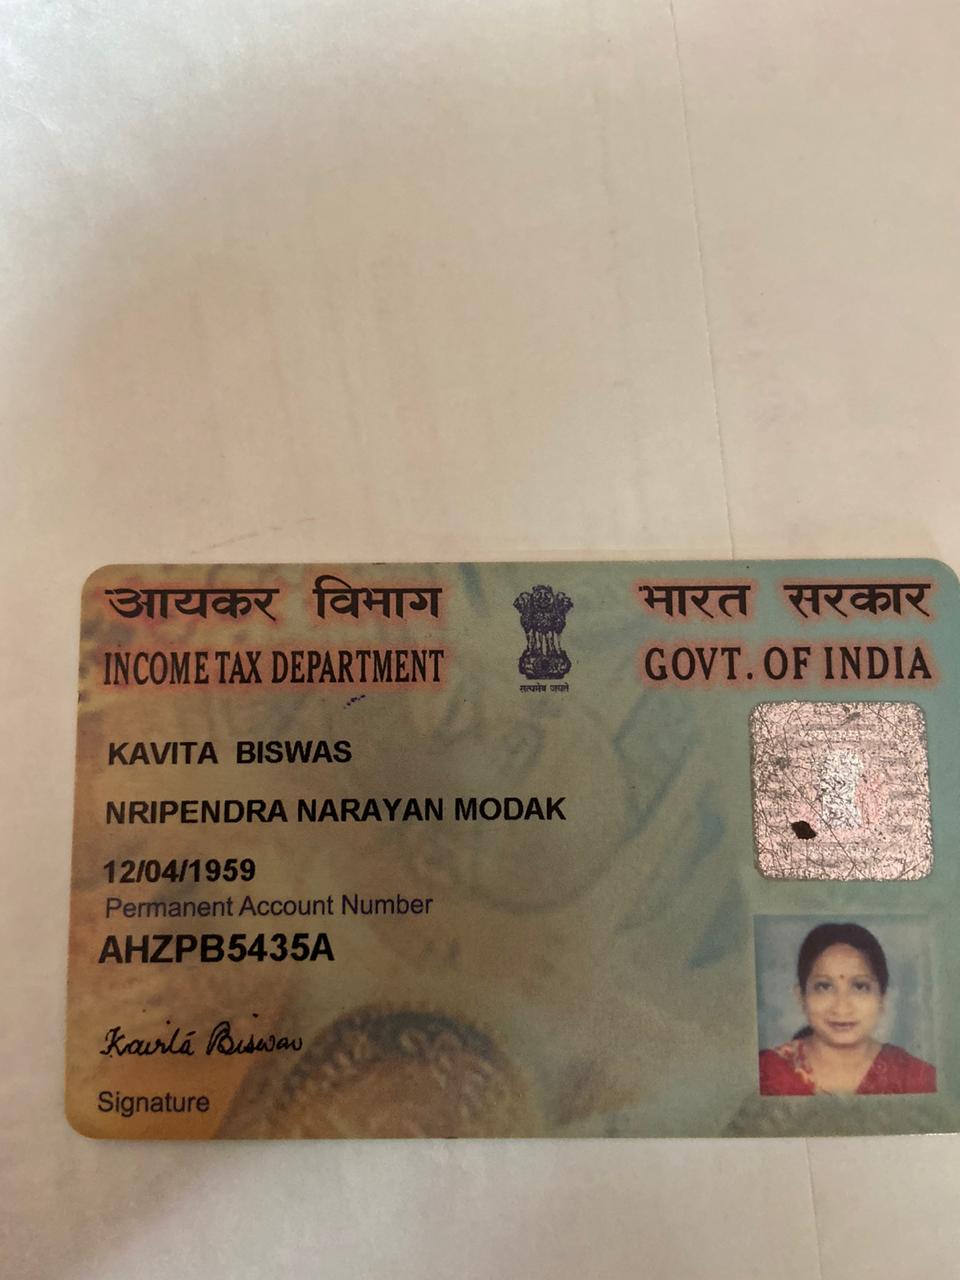 आयकर विभाग
INCOME TAX DEPARTMENT
सत्यमेव जयते
भारत सरकार
GOVT. OF INDIA
KAVITA BISWAS
NRIPENDRA NARAYAN MODAK
12/04/1959
Permanent Account Number
AHZPB5435A
Kavita Biswas
Signature